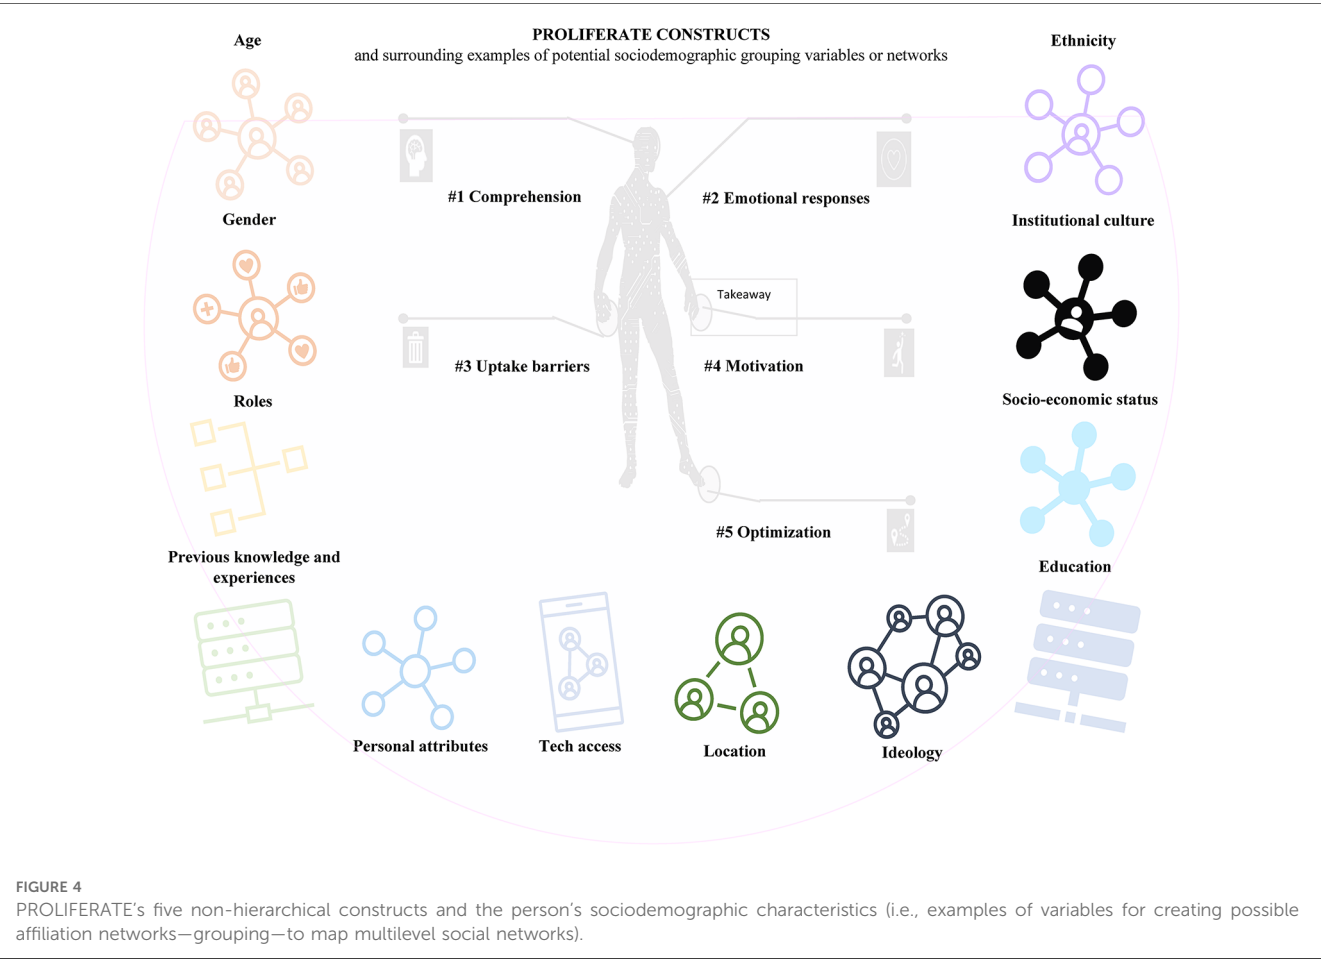 PROLIFERATE CONSTRUCTS
and surrounding examples of potential sociodemographic grouping variables or networks
Age
Ethnicity
#1 Comprehension
#2 Emotional responses
Gender
Institutional culture
Takeaway
#3 Uptake barriers
#4 Motivation
Roles
Socio-economic status
#5 Optimization
Previous knowledge and
experiences
Education
Personal attributes
Tech access
Location
Ideology
FIGURE 4
PROLIFERATE's five non-hierarchical constructs and the person's sociodemographic characteristics (i.e., examples of variables for creating possible
affiliation networks—grouping—to map multilevel social networks).